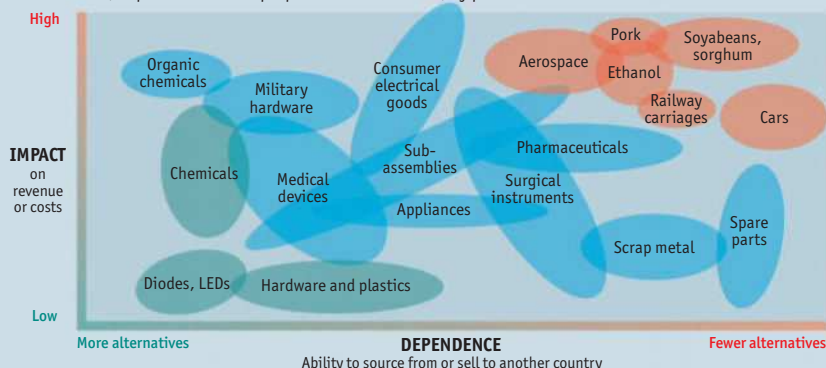 High
Pork
Soyabeans,
sorghum
Aerospace
Ethanol
Organic
chemicals
Consumer
electrical
goods
Military
hardware
Railway
carriages
Cars
IMPACT
on
revenue
or costs
Chemicals
Medical
devices
Sub-
assemblies
Pharmaceuticals
Surgical
instruments
Appliances
Spare
parts
Scrap metal
Diodes, LEDs
Hardware and plastics
Low
More alternatives
DEPENDENCE
Fewer alternatives
Ability to source from or sell to another country